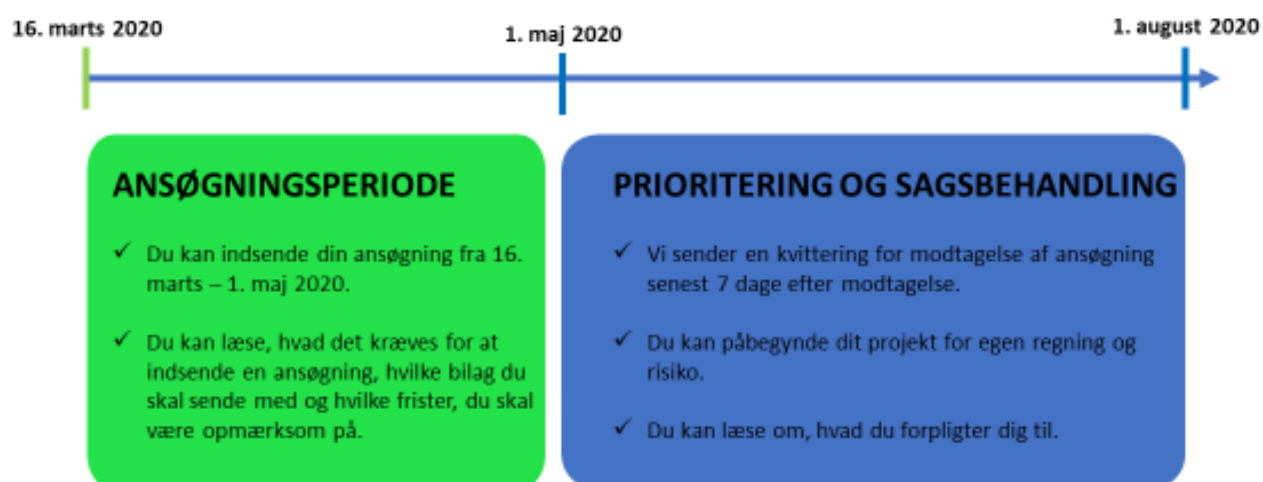 16. marts 2020
1. maj 2020
1. august 2020
ANSØGNINGSPERIODE
✓ Du kan indsende din ansøgning fra 16.
marts – 1. maj 2020.
✓ Du kan læse, hvad det kræves for at
indsende en ansøgning, hvilke bilag du
skal sende med og hvilke frister, du skal
være opmærksom på.
PRIORITERING OG SAGSBEHANDLING
✓ Vi sender en kvittering for modtagelse af ansøgning
senest 7 dage efter modtagelse.
✓ Du kan påbegynde dit projekt for egen regning og
risiko.
✓ Du kan læse om, hvad du forpligter dig til.